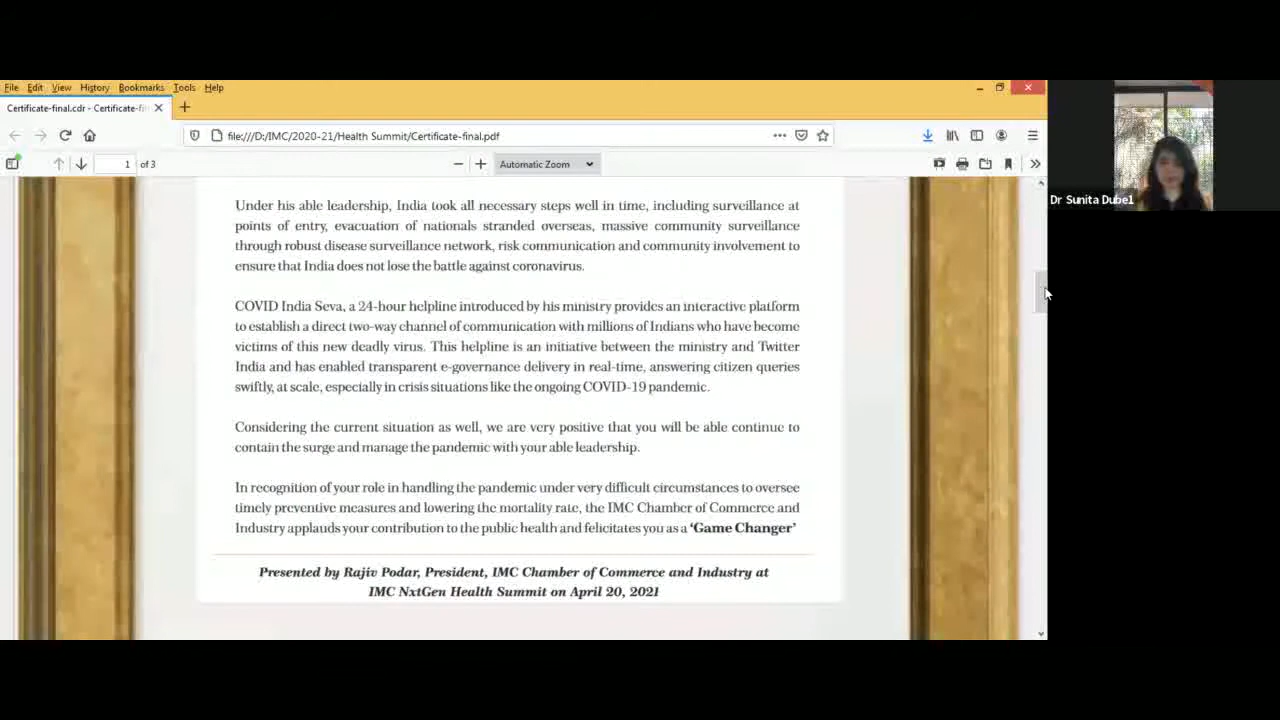 File Edit View History Bookmarks Tools Help
Certificate-final.cdr - Certificate-fi
file:///D:/IMC/2020-21/Health Summit/Certificate-final.pdf
1 of 3
Automatic Zoom
Dr Sunita Dube1
Under his able leadership, India took all necessary steps well in time, including surveillance at
points of entry, evacuation of nationals stranded overseas, massive community surveillance
through robust disease surveillance network, risk communication and community involvement to
ensure that India does not lose the battle against coronavirus.
COVID India Seva, a 24-hour helpline introduced by his ministry provides an interactive platform
to establish a direct two-way channel of communication with millions of Indians who have become
victims of this new deadly virus. This helpline is an initiative between the ministry and Twitter
India and has enabled transparent e-governance delivery in real-time, answering citizen queries
swiftly, at scale, especially in crisis situations like the ongoing COVID-19 pandemic.
Considering the current situation as well, we are very positive that you will be able continue to
contain the surge and manage the pandemic with your able leadership.
In recognition of your role in handling the pandemic under very difficult circumstances to oversee
timely preventive measures and lowering the mortality rate, the IMC Chamber of Commerce and
Industry applauds your contribution to the public health and felicitates you as a ‘Game Changer’
Presented by Rajiv Podar, President, IMC Chamber of Commerce and Industry at
IMC NxtGen Health Summit on April 20, 2021